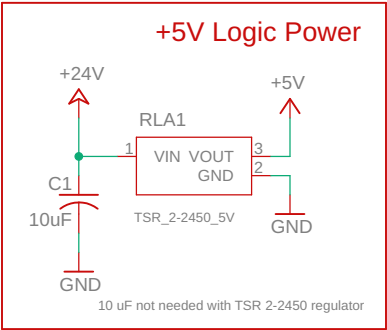 +5V Logic Power
+24V
+5V
RLA1
1
VIN VOUT
3
GND
2
C1
10uF
TSR_2-2450_5V
GND
GND
10 uF not needed with TSR 2-2450 regulator